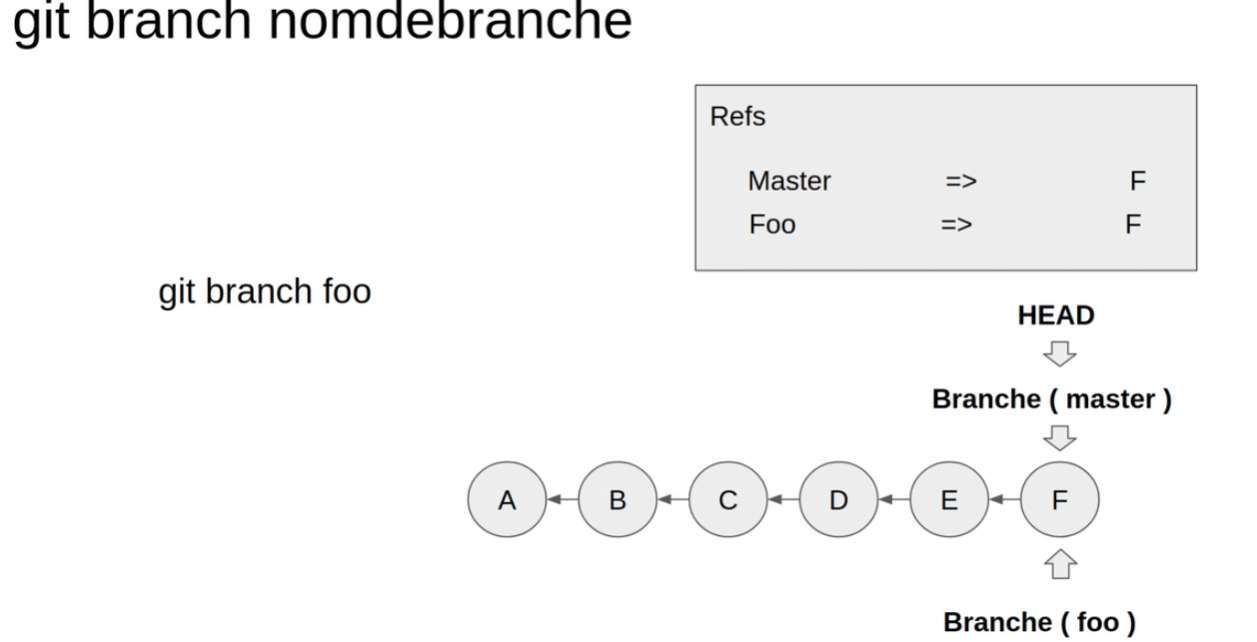 git branch nomdebranche
Refs
Master => F
Foo => F
git branch foo
HEAD
Branche ( master )
A B C D E F
Branche ( foo )